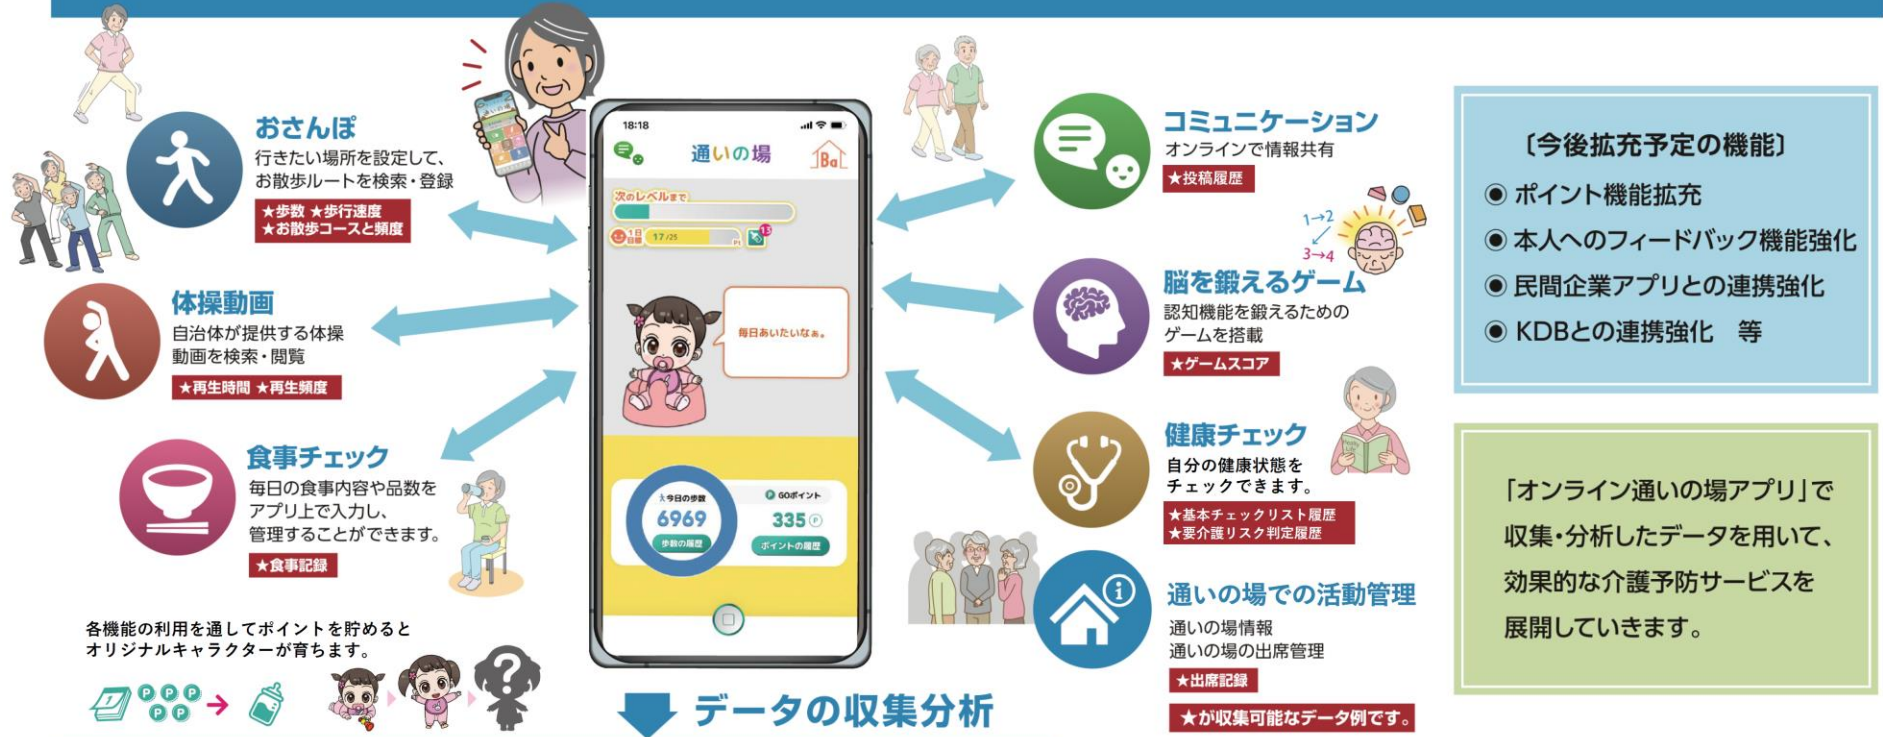 おさんぽ
行きたい場所を設定して、
お散歩ルートを検索・登録
★歩数 ★歩行速度
★お散歩コースと頻度
体操動画
自治体が提供する体操
動画を検索・閲覧
★再生時間 ★再生頻度
食事チェック
毎日の食事内容や品数を
アプリ上で入力し、
管理することができます。
★食事記録
各機能の利用を通してポイントを貯めると
オリジナルキャラクターが育ちます。
P P P
P P
?
18:18
通いの場
Ba
次のレベルまで
1日
目標
17/25
Pt
13
毎日あいたいなぁ。
今日の歩数
6969
歩数の履歴
P GOポイント
335 P
ポイントの履歴
データの収集分析
コミュニケーション
オンラインで情報共有
★投稿履歴
1→2
3→4
脳を鍛えるゲーム
認知機能を鍛えるための
ゲームを搭載
★ゲームスコア
健康チェック
自分の健康状態を
チェックできます。
★基本チェックリスト履歴
★要介護リスク判定履歴
i
通いの場での活動管理
通いの場情報
通いの場の出席管理
★出席記録
★が収集可能なデータ例です。
〔今後拡充予定の機能〕
◉ ポイント機能拡充
◉ 本人へのフィードバック機能強化
◉ 民間企業アプリとの連携強化
◉ KDBとの連携強化 等
「オンライン通いの場アプリ」で
収集・分析したデータを用いて、
効果的な介護予防サービスを
展開していきます。